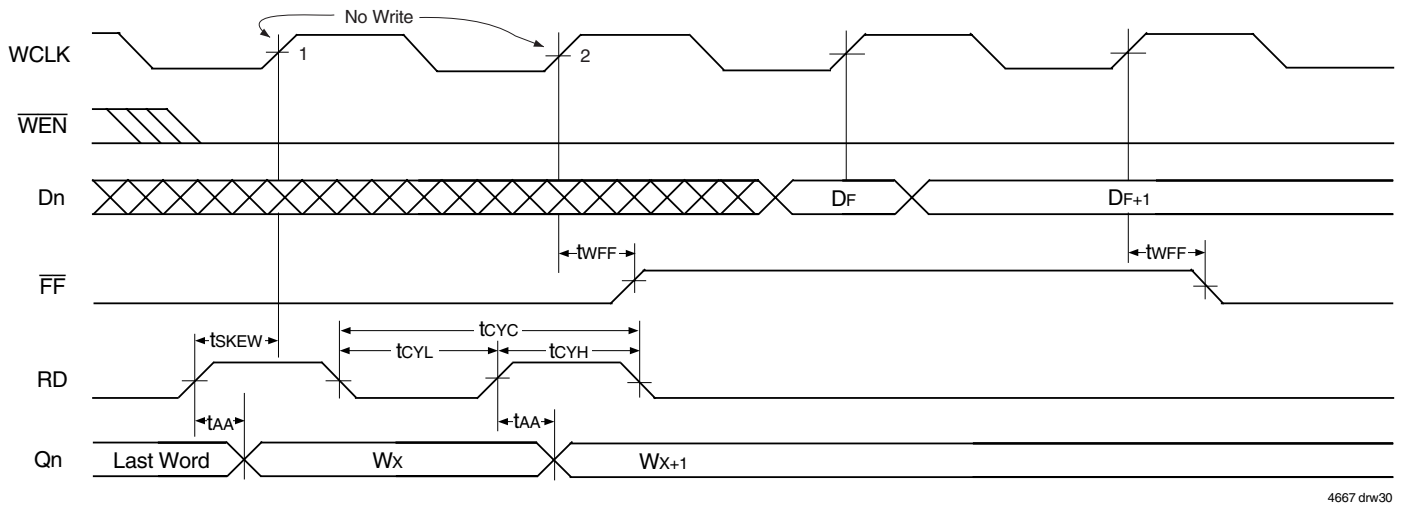 No Write
WCLK
1
2
WEN
Dn
DF
DF+1
tWFF
tWFF
FF
tSKEW
tCYC
tCYL
tCYH
RD
tAA
tAA
Qn
Last Word
WX
WX+1
4667 drw30